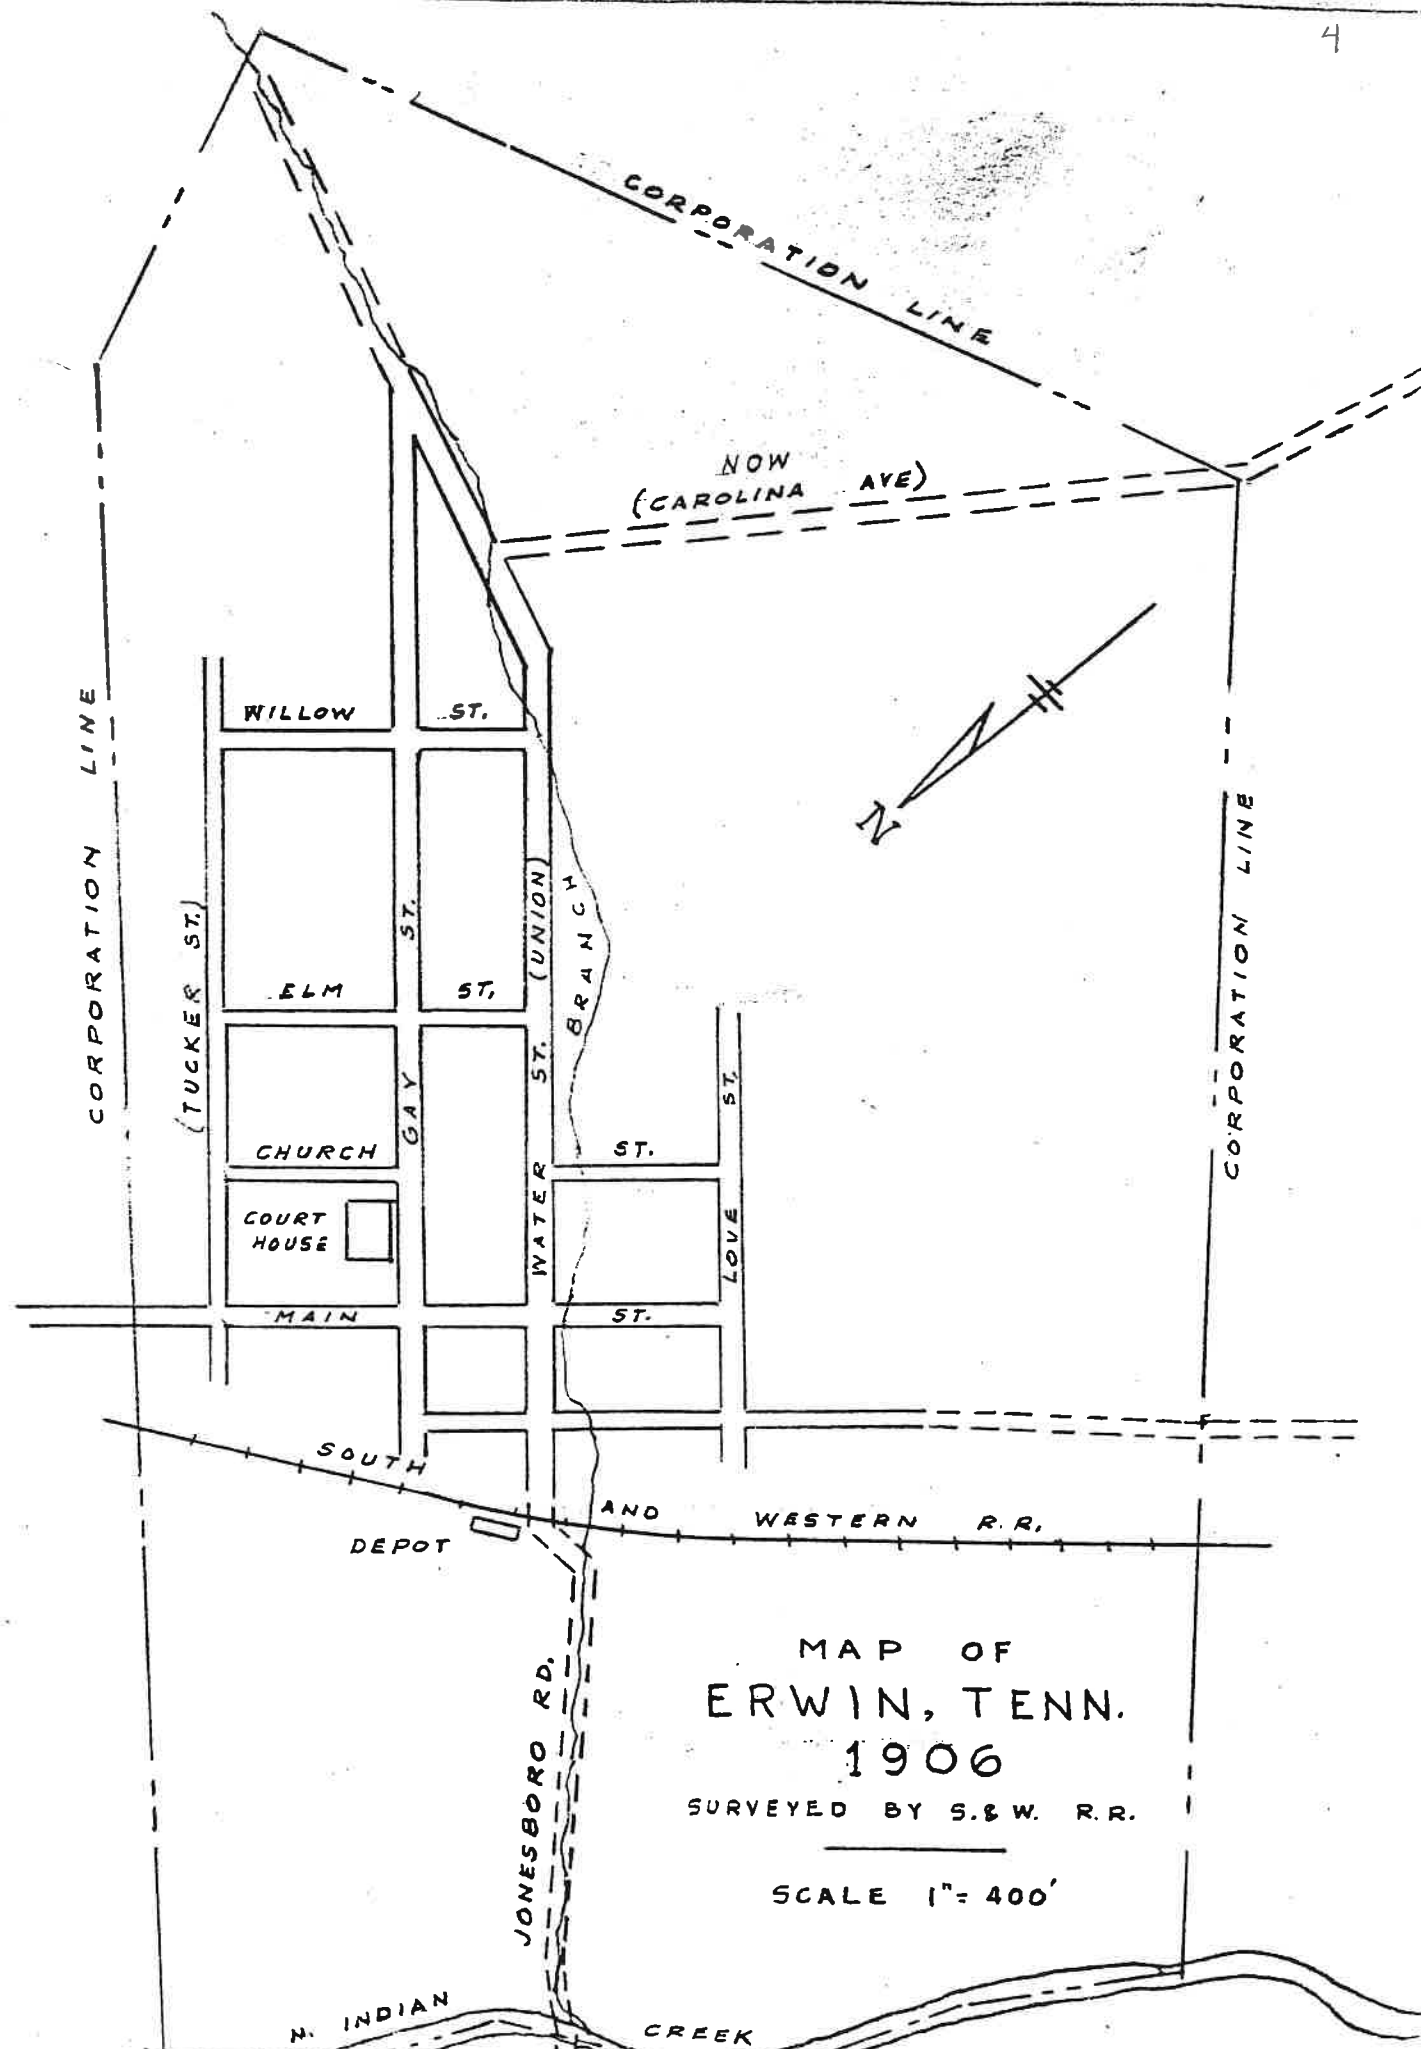 4
CORPORATION LINE
NOW
(CAROLINA AVE)
N
CORPORATION LINE
CORPORATION LINE
WILLOW ST.
(TUCKER ST.)
GAY ST.
WATER ST. (UNION)
BRANCH
ELM ST.
LOVE ST.
CHURCH ST.
COURT
HOUSE
MAIN ST.
SOUTH AND WESTERN R.R.
DEPOT
JONESBORO RD.
MAP OF
ERWIN, TENN.
1906
SURVEYED BY S.&W. R.R.
SCALE 1"= 400'
N. INDIAN CREEK